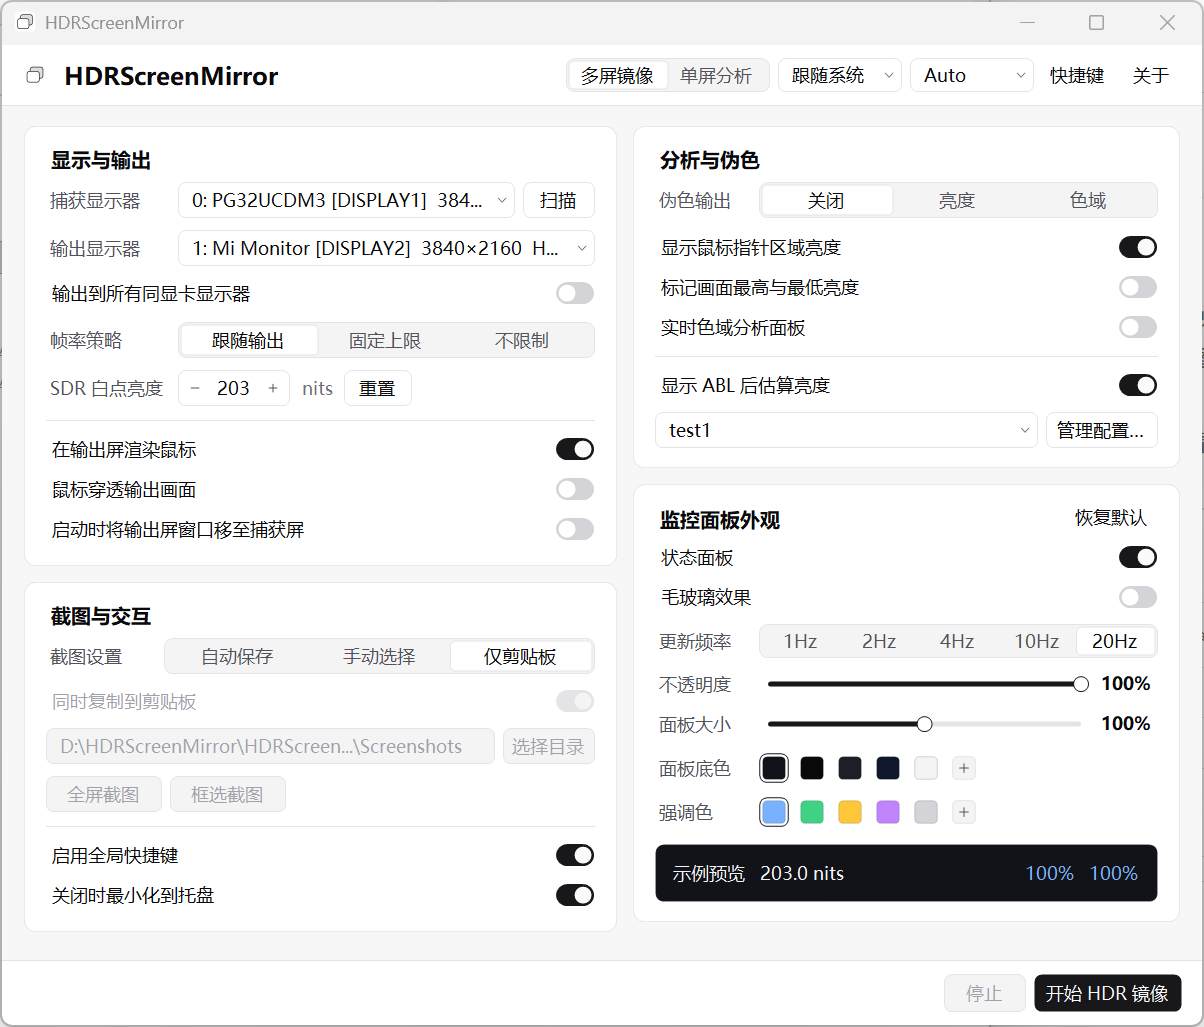 HDRScreenMirror
HDRScreenMirror 多屏镜像 单屏分析 跟随系统 Auto 快捷键 关于
显示与输出
捕获显示器 0: PG32UCDM3 [DISPLAY1] 384... 扫描
输出显示器 1: Mi Monitor [DISPLAY2] 3840×2160 H...
输出到所有同显卡显示器
帧率策略 跟随输出 固定上限 不限制
SDR 白点亮度 − 203 + nits 重置
在输出屏渲染鼠标
鼠标穿透输出画面
启动时将输出屏窗口移至捕获屏
截图与交互
截图设置 自动保存 手动选择 仅剪贴板
同时复制到剪贴板
D:\HDRScreenMirror\HDRScreen...\Screenshots 选择目录
全屏截图 框选截图
启用全局快捷键
关闭时最小化到托盘
分析与伪色
伪色输出 关闭 亮度 色域
显示鼠标指针区域亮度
标记画面最高与最低亮度
实时色域分析面板
显示 ABL 后估算亮度
test1 管理配置...
监控面板外观 恢复默认
状态面板
毛玻璃效果
更新频率 1Hz 2Hz 4Hz 10Hz 20Hz
不透明度 100%
面板大小 100%
面板底色 +
强调色 +
示例预览 203.0 nits 100% 100%
停止 开始 HDR 镜像